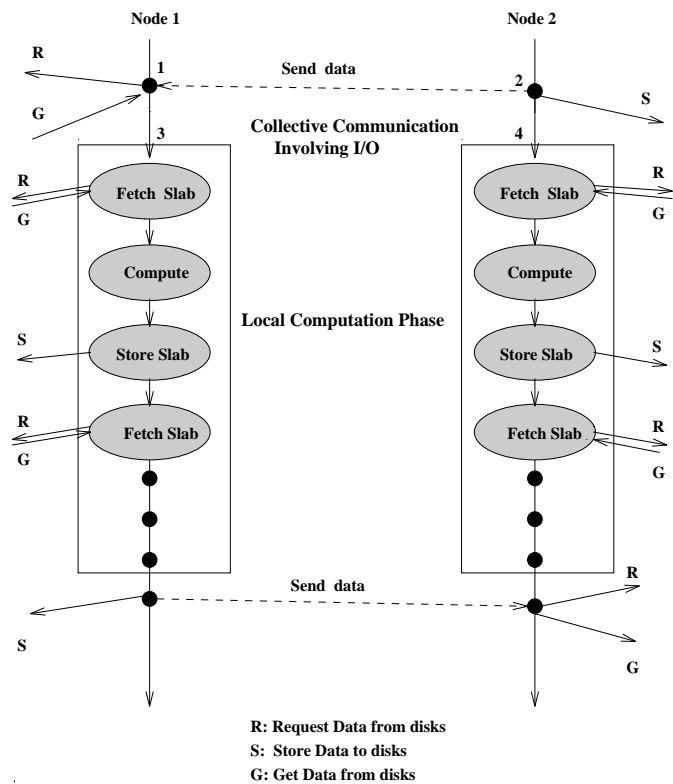 Node 1
Node 2
R
1
Send data
2
G
S
Collective Communication
Involving I/O
3
4
R
Fetch Slab
Fetch Slab
R
G
G
Compute
Compute
Local Computation Phase
S
Store Slab
Store Slab
S
R
Fetch Slab
Fetch Slab
R
G
G
Send data
R
S
G
R: Request Data from disks
S: Store Data to disks
G: Get Data from disks